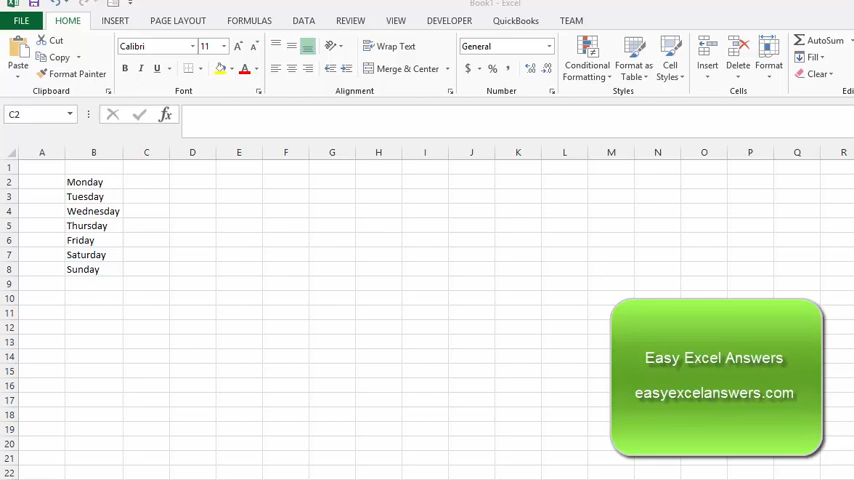 Book1 - Excel
FILE HOME INSERT PAGE LAYOUT FORMULAS DATA REVIEW VIEW DEVELOPER QuickBooks TEAM
Cut Calibri 11 Wrap Text General AutoSum
Copy Fill
Paste Format Painter Merge & Center $ % , Conditional Formatting Format as Table Cell Styles Insert Delete Format Clear
Clipboard Font Alignment Number Styles Cells
C2 fx
A B C D E F G H I J K L M N O P Q R
1
2 Monday
3 Tuesday
4 Wednesday
5 Thursday
6 Friday
7 Saturday
8 Sunday
9
10
11
12
13
14
15
16
17
18
19
20
21
22
Easy Excel Answers
easyexcelanswers.com